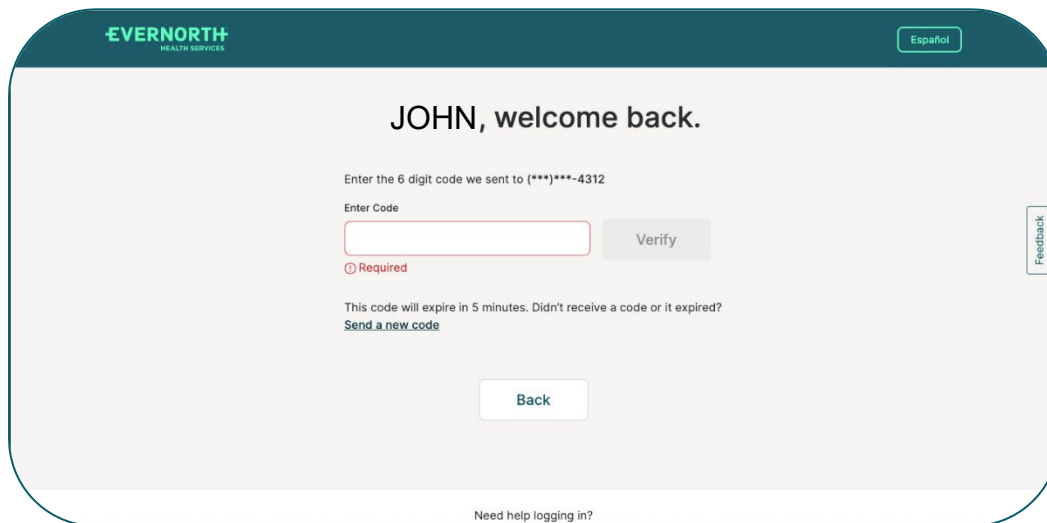 EVERNORTH
HEALTH SERVICES
Español
JOHN, welcome back.
Enter the 6 digit code we sent to (***)***-4312
Enter Code
Verify
Required
This code will expire in 5 minutes. Didn't receive a code or it expired?
Send a new code
Feedback
Back
Need help logging in?